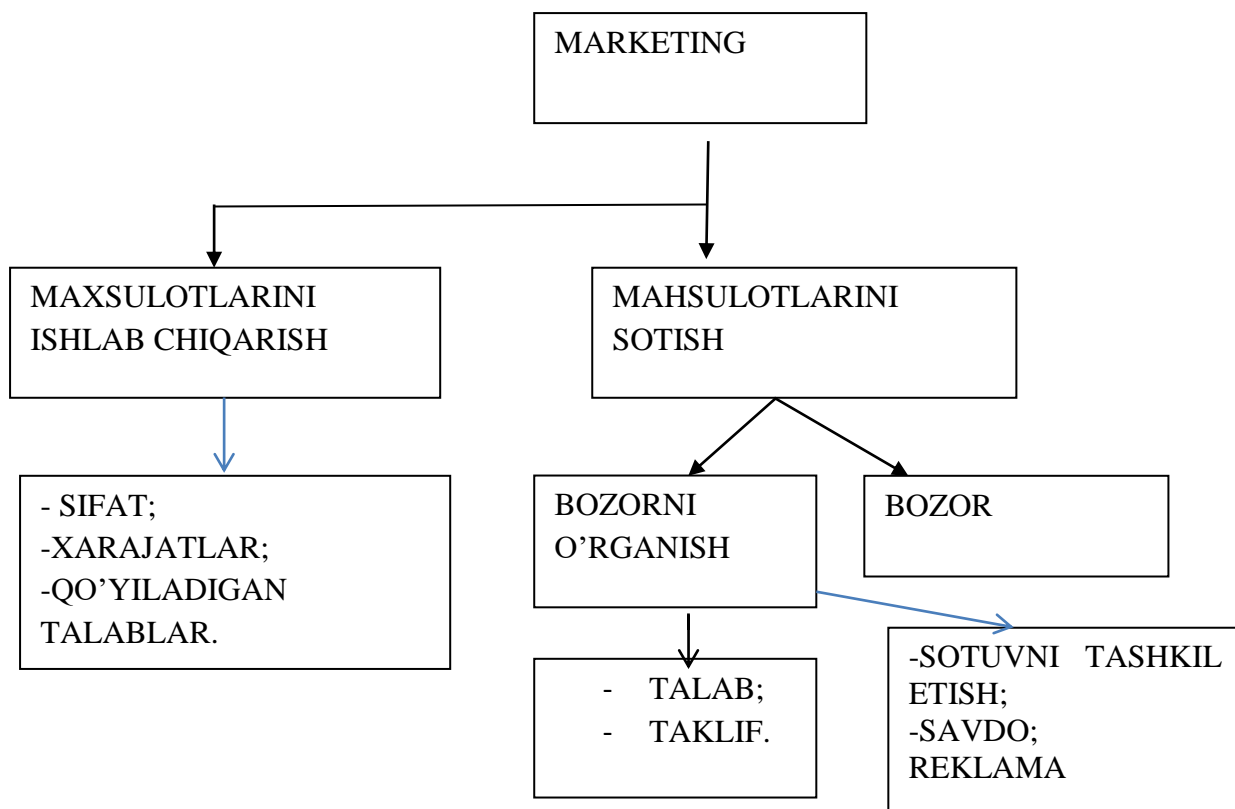 MARKETING
MAXSULOTLARINI
ISHLAB CHIQARISH
MAHSULOTLARINI
SOTISH
- SIFAT;
-XARAJATLAR;
-QO’YILADIGAN
TALABLAR.
BOZORNI
O’RGANISH
BOZOR
- TALAB;
- TAKLIF.
-SOTUVNI TASHKIL
ETISH;
-SAVDO;
REKLAMA